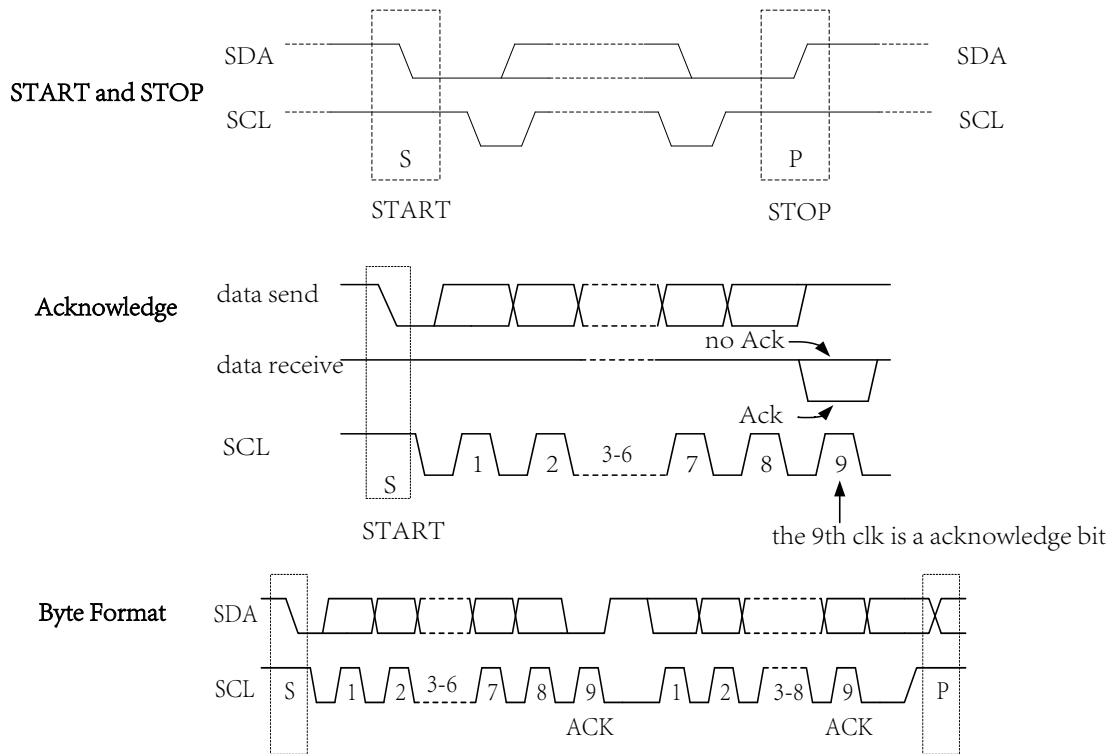 SDA
SDA
START and STOP
SCL
SCL
S
P
START
STOP
Acknowledge
data send
no Ack
data receive
Ack
SCL
1
2
3-6
7
8
9
S
START
the 9th clk is a acknowledge bit
Byte Format
SDA
SCL
S
1
2
3-6
7
8
9
1
2
3-8
9
P
ACK
ACK